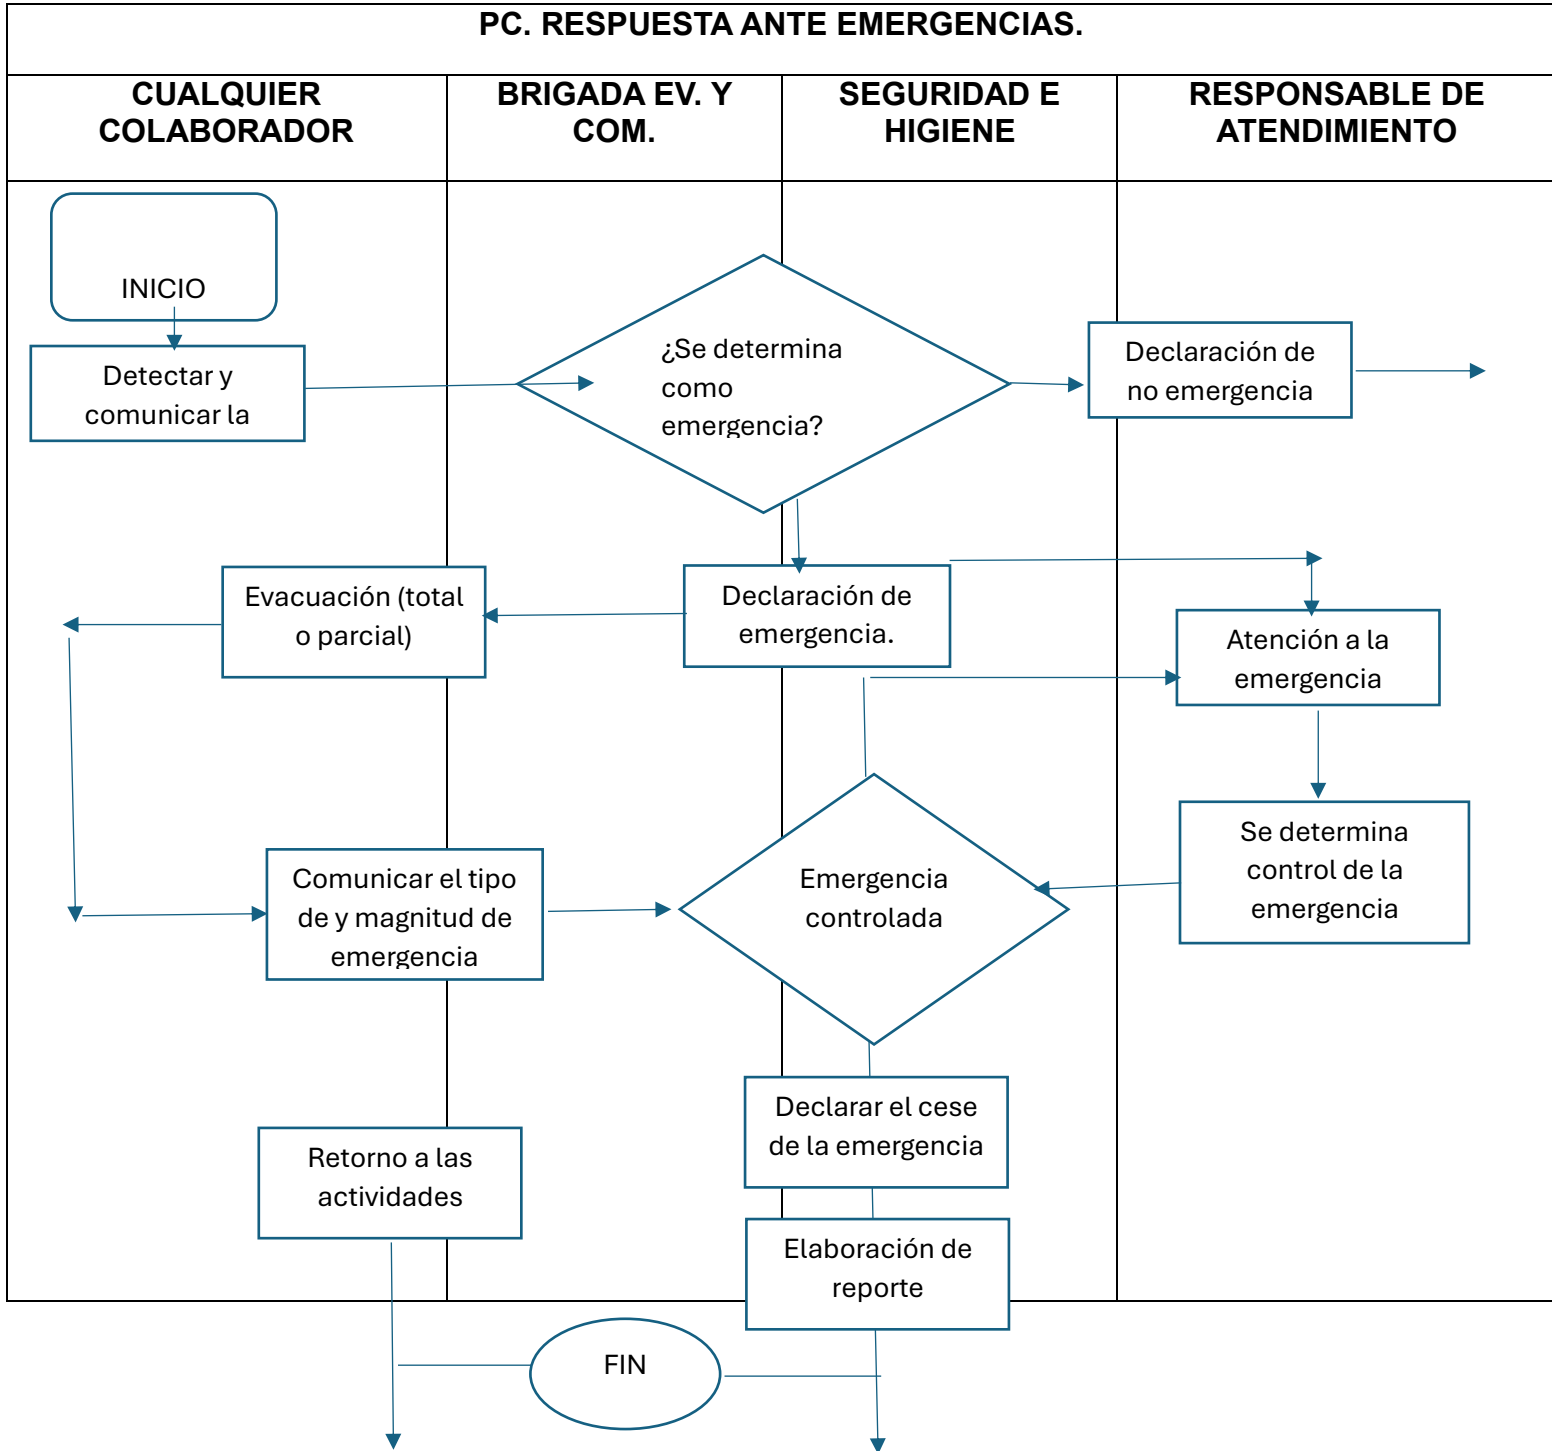 PC. RESPUESTA ANTE EMERGENCIAS.
CUALQUIER
COLABORADOR
BRIGADA EV. Y
COM.
SEGURIDAD E
HIGIENE
RESPONSABLE DE
ATENDIMIENTO
INICIO
Detectar y
comunicar la
¿Se determina
como
emergencia?
Declaración de
no emergencia
Evacuación (total
o parcial)
Declaración de
emergencia.
Atención a la
emergencia
Comunicar el tipo
de y magnitud de
emergencia
Emergencia
controlada
Se determina
control de la
emergencia
Declarar el cese
de la emergencia
Retorno a las
actividades
Elaboración de
reporte
FIN